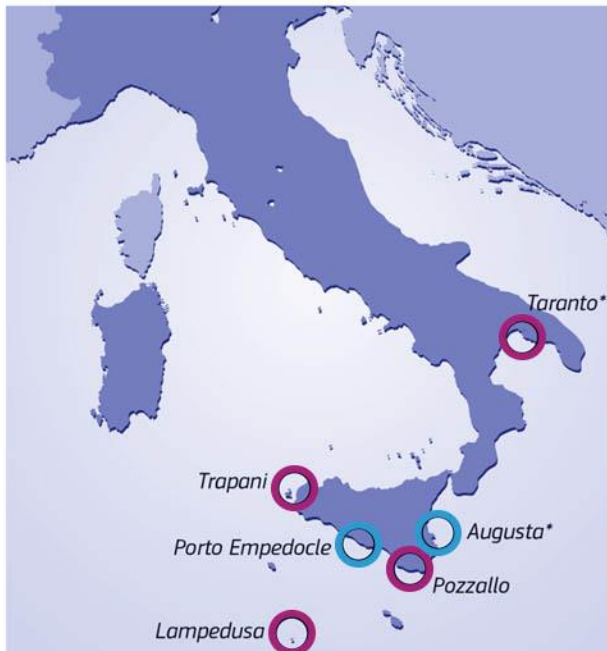 Taranto*
Trapani
Augusta*
Porto Empedocle
Pozzallo
Lampedusa